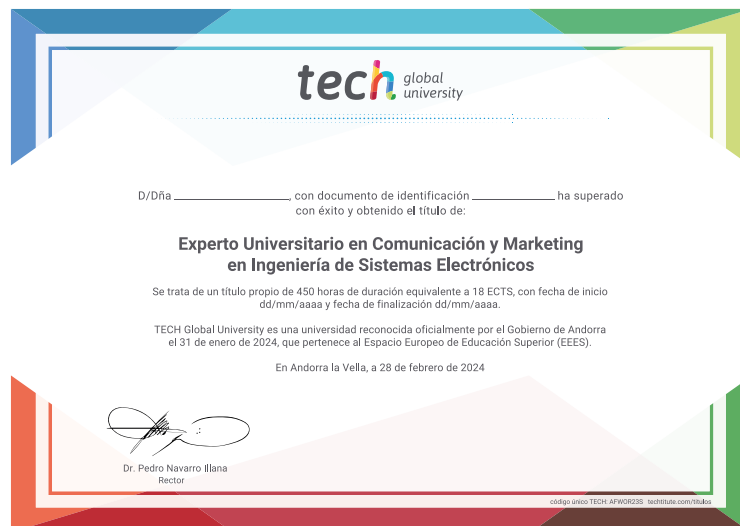 tech global
university
D/Dña ____________________, con documento de identificación ______________ ha superado
con éxito y obtenido el título de:
Experto Universitario en Comunicación y Marketing
en Ingeniería de Sistemas Electrónicos
Se trata de un título propio de 450 horas de duración equivalente a 18 ECTS, con fecha de inicio
dd/mm/aaaa y fecha de finalización dd/mm/aaaa.
TECH Global University es una universidad reconocida oficialmente por el Gobierno de Andorra
el 31 de enero de 2024, que pertenece al Espacio Europeo de Educación Superior (EEES).
En Andorra la Vella, a 28 de febrero de 2024
Dr. Pedro Navarro Illana
Rector
código único TECH: AFWOR23S techtitute.com/titulos